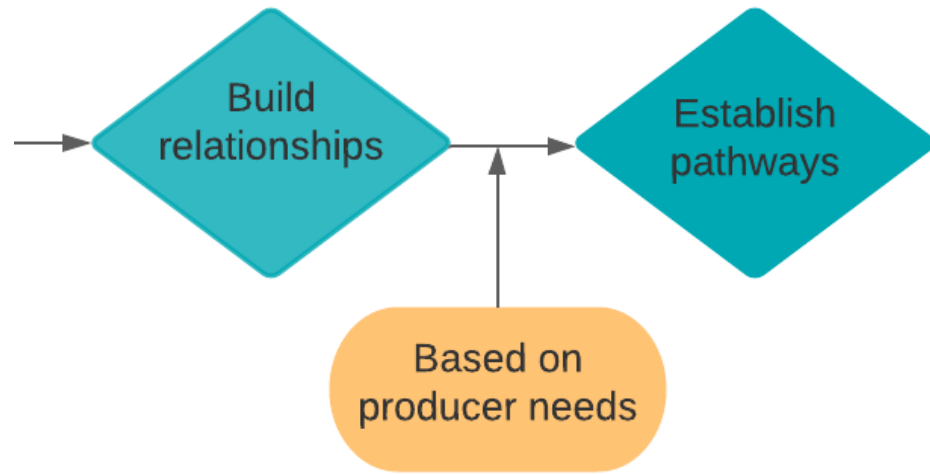 Build
relationships
Establish
pathways
Based on
producer needs